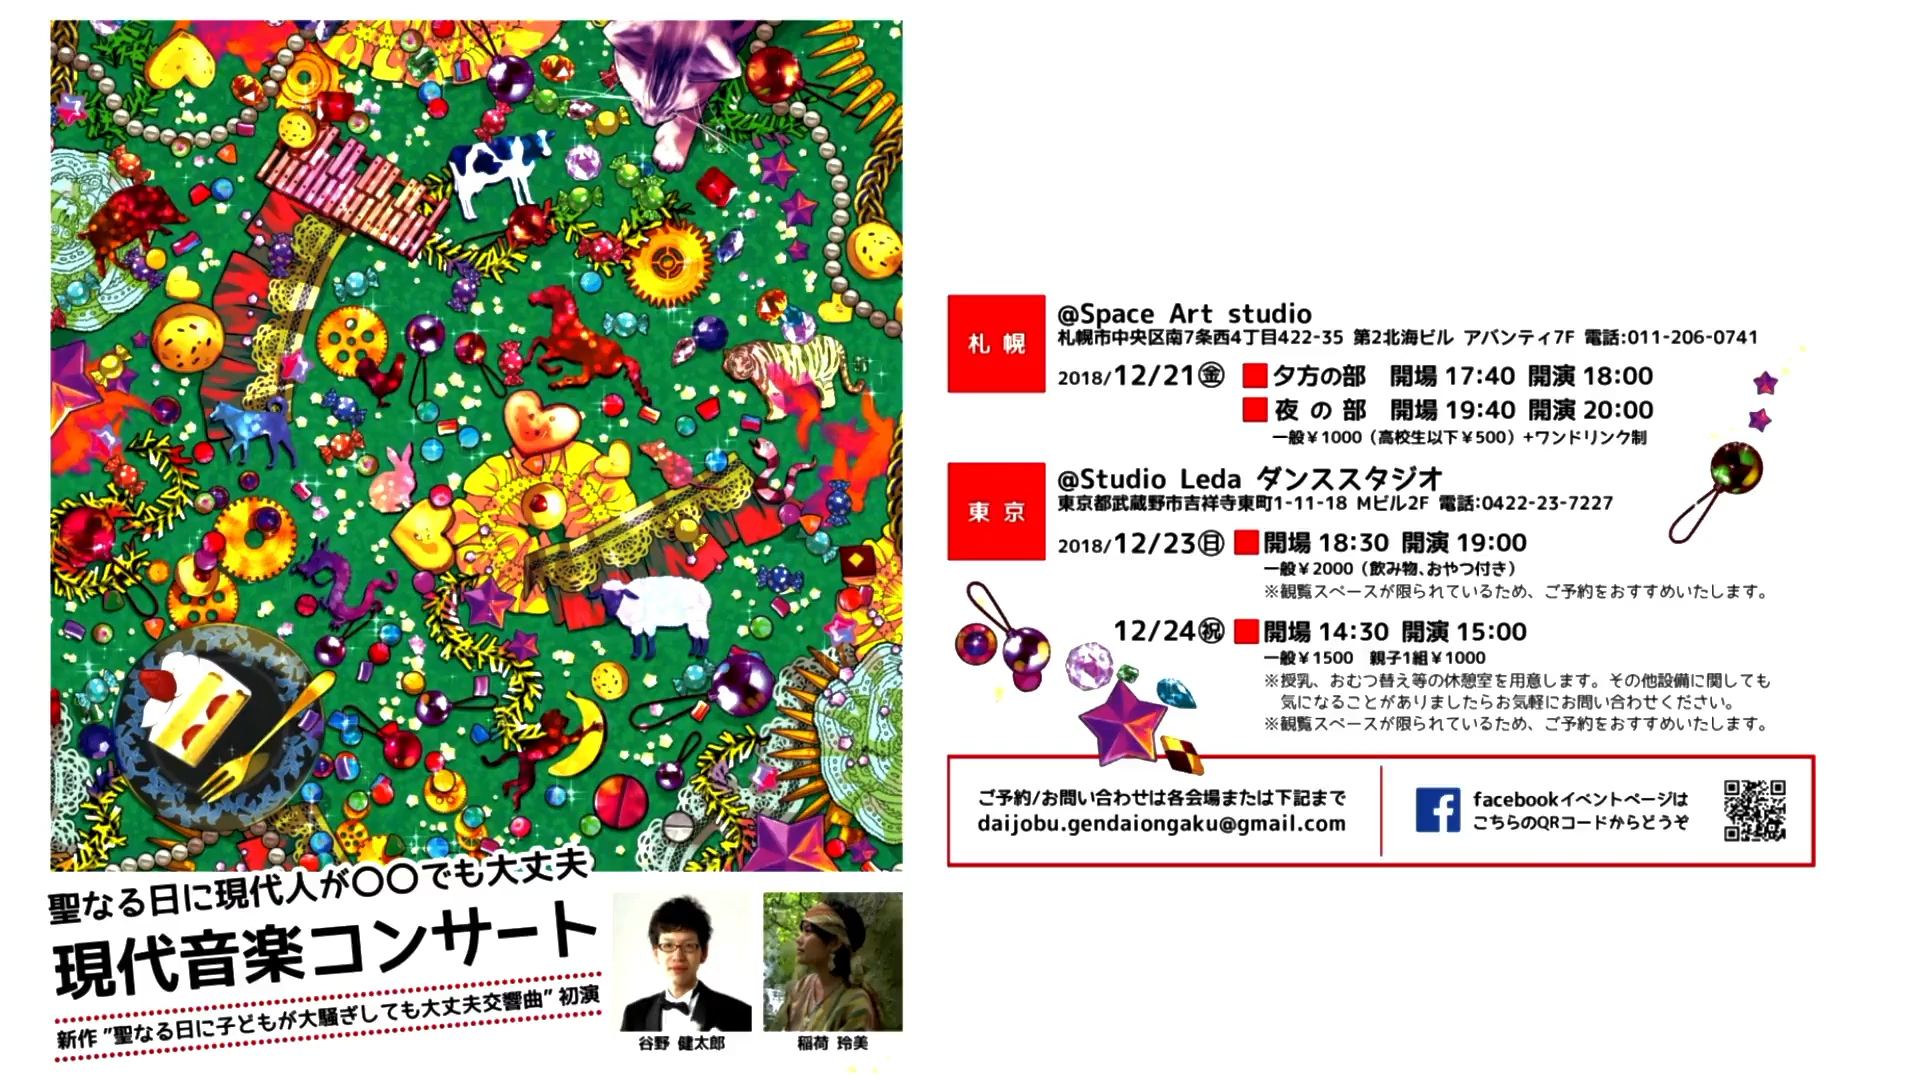 聖なる日に現代人が〇〇でも大丈夫
現代音楽コンサート
新作 ”聖なる日に子どもが大騒ぎしても大丈夫交響曲” 初演
谷野 健太郎
稲荷 玲美
札幌
@Space Art studio
札幌市中央区南7条西4丁目422-35 第2北海ビル アバンティ7F 電話:011-206-0741
2018/12/21㊎ 夕方の部 開場 17:40 開演 18:00
夜の部 開場 19:40 開演 20:00
一般￥1000（高校生以下￥500）+ワンドリンク制
東京
@Studio Leda ダンススタジオ
東京都武蔵野市吉祥寺東町1-11-18 Mビル2F 電話:0422-23-7227
2018/12/23㊐ 開場 18:30 開演 19:00
一般￥2000（飲み物、おやつ付き）
※観覧スペースが限られているため、ご予約をおすすめいたします。
12/24㊗ 開場 14:30 開演 15:00
一般￥1500 親子1組￥1000
※授乳、おむつ替え等の休憩室を用意します。その他設備に関しても
気になることがありましたらお気軽にお問い合わせください。
※観覧スペースが限られているため、ご予約をおすすめいたします。
ご予約/お問い合わせは各会場または下記まで
daijobu.gendaiongaku@gmail.com
facebookイベントページは
こちらのQRコードからどうぞ